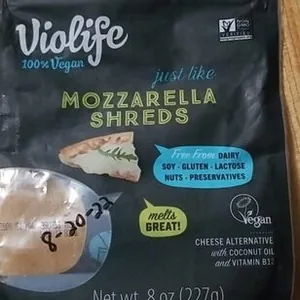 Violife
100% Vegan
just like
MOZZARELLA
SHREDS
Free From: DAIRY
SOY - GLUTEN - LACTOSE
NUTS - PRESERVATIVES
melts
GREAT!
8-20-22
Vegan
CHEESE ALTERNATIVE
with COCONUT OIL
and VITAMIN B12
Net wt. 8 oz (227g)